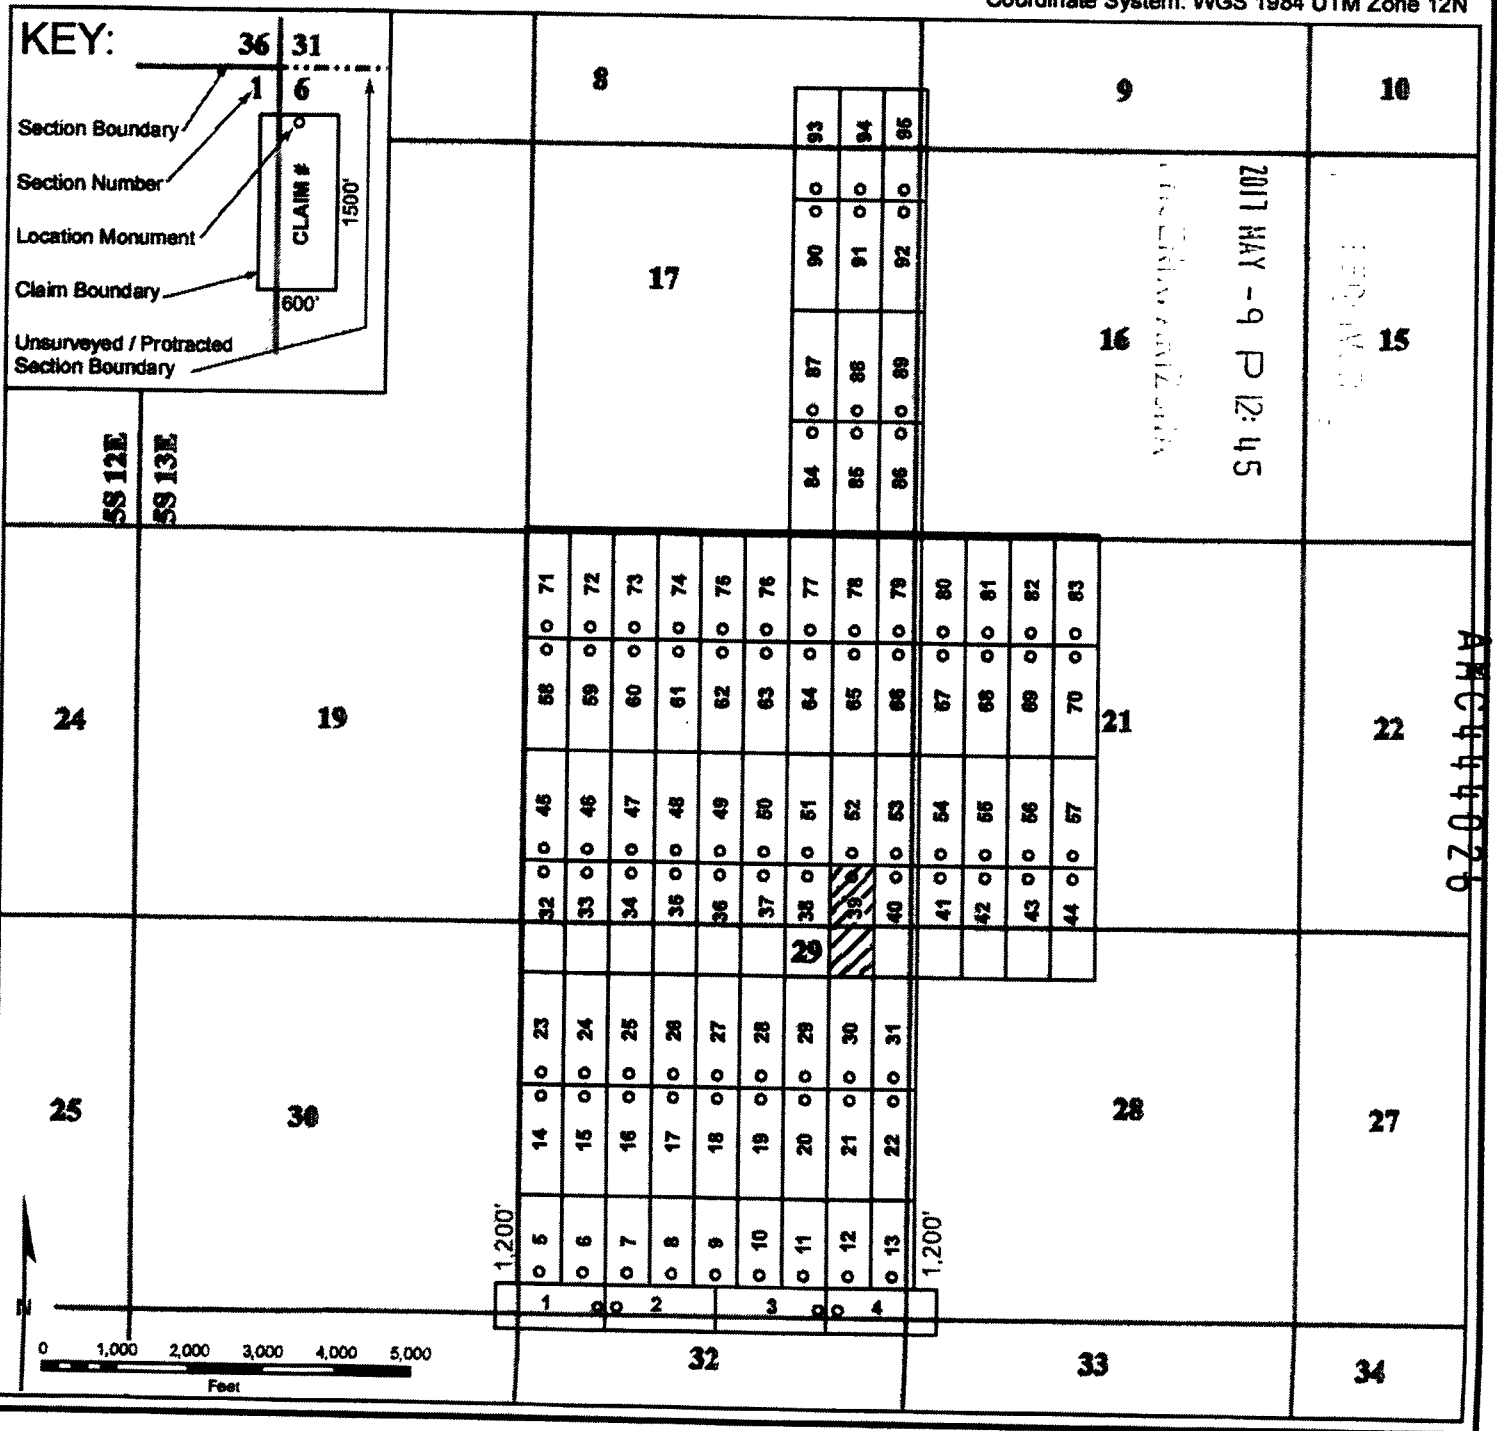 Coordinate System: WGS 1984 UTM Zone 12N
KEY:
36 31
1 6
Section Boundary
Section Number
Location Monument
Claim Boundary
Unsurveyed / Protracted
Section Boundary
CLAIM #
1500'
600'
8 9 10
93 94 95
17 16 15
90 91 92
87 88 89
84 85 86
2017 MAY -9 P 12:45
5S 12E
5S 13E
71 72 73 74 75 76 77 78 79 80 81 82 83
58 59 60 61 62 63 64 65 66 67 68 69 70
24 19 21 22
45 46 47 48 49 50 51 52 53 54 55 56 57
32 33 34 35 36 37 38 39 40 41 42 43 44
29
23 24 25 26 27 28 29 30 31
25 30 28 27
14 15 16 17 18 19 20 21 22
1,200' 5 6 7 8 9 10 11 12 13 1,200'
1 2 3 4
N
0 1,000 2,000 3,000 4,000 5,000
Feet
32 33 34